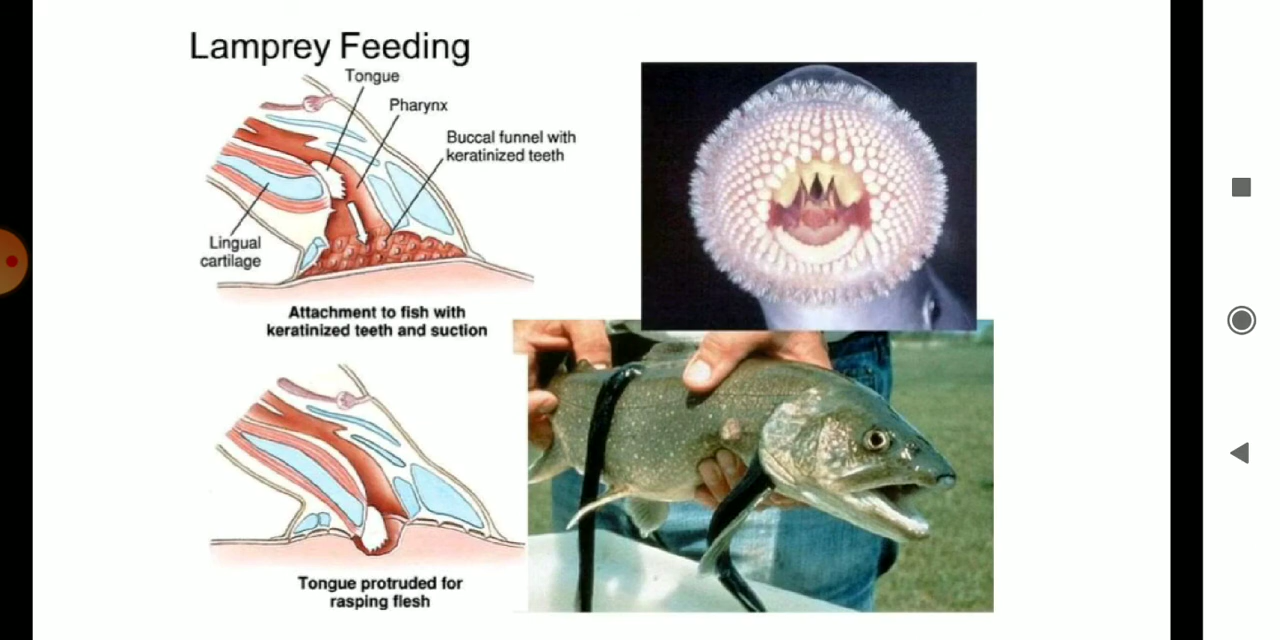 Lamprey Feeding
Tongue
Pharynx
Buccal funnel with
keratinized teeth
Lingual
cartilage
Attachment to fish with
keratinized teeth and suction
Tongue protruded for
rasping flesh